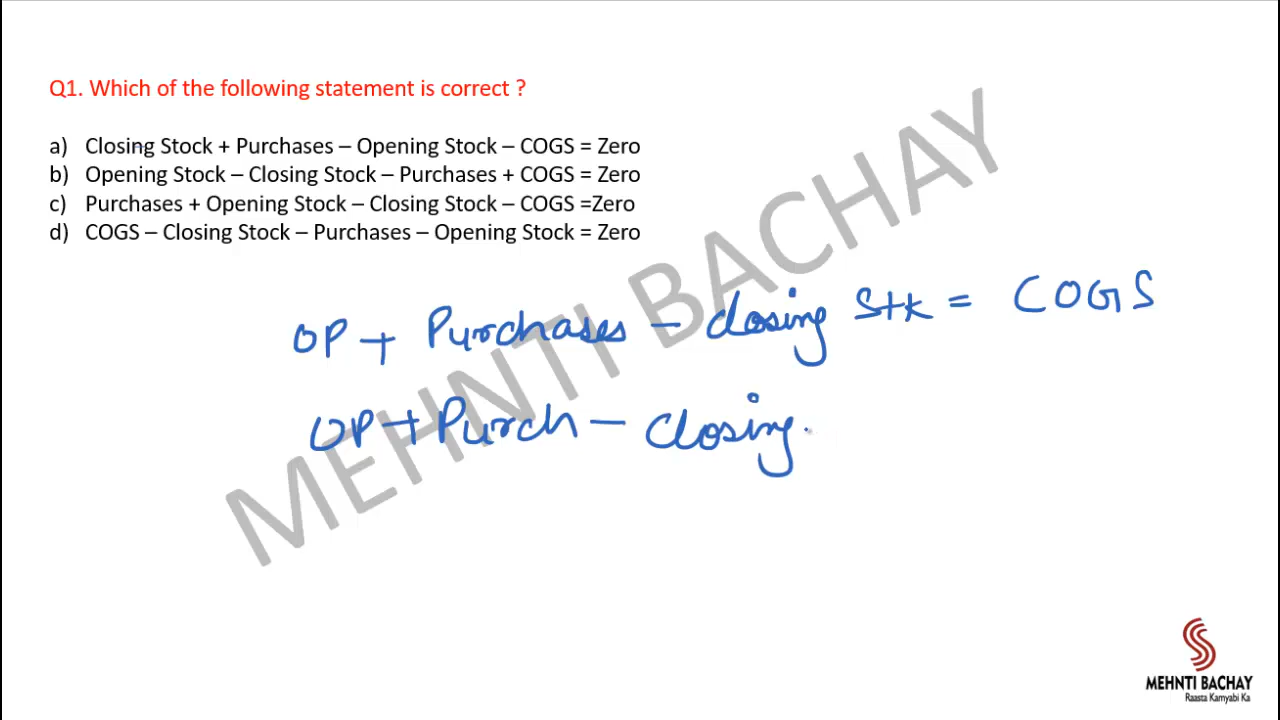 Q1. Which of the following statement is correct ?
a) Closing Stock + Purchases – Opening Stock – COGS = Zero
b) Opening Stock – Closing Stock – Purchases + COGS = Zero
c) Purchases + Opening Stock – Closing Stock – COGS =Zero
d) COGS – Closing Stock – Purchases – Opening Stock = Zero
OP + Purchases – closing Stk = COGS
OP + Purch – closing
MEHNTI BACHAY
MEHNTI BACHAY
Raasta Kamyabi Ka